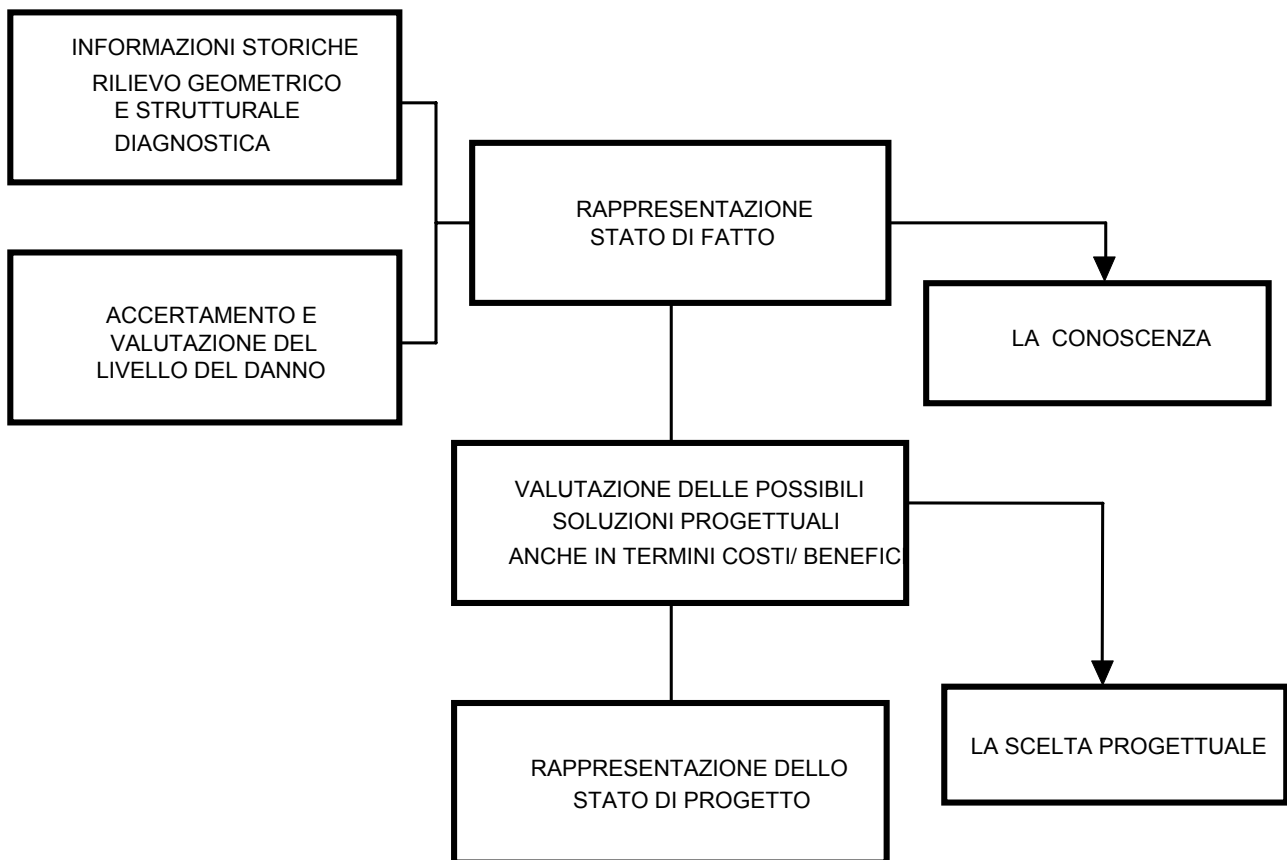 INFORMAZIONI STORICHE
RILIEVO GEOMETRICO
E STRUTTURALE
DIAGNOSTICA
ACCERTAMENTO E
VALUTAZIONE DEL
LIVELLO DEL DANNO
RAPPRESENTAZIONE
STATO DI FATTO
LA CONOSCENZA
VALUTAZIONE DELLE POSSIBILI
SOLUZIONI PROGETTUALI
ANCHE IN TERMINI COSTI/ BENEFIC
LA SCELTA PROGETTUALE
RAPPRESENTAZIONE DELLO
STATO DI PROGETTO